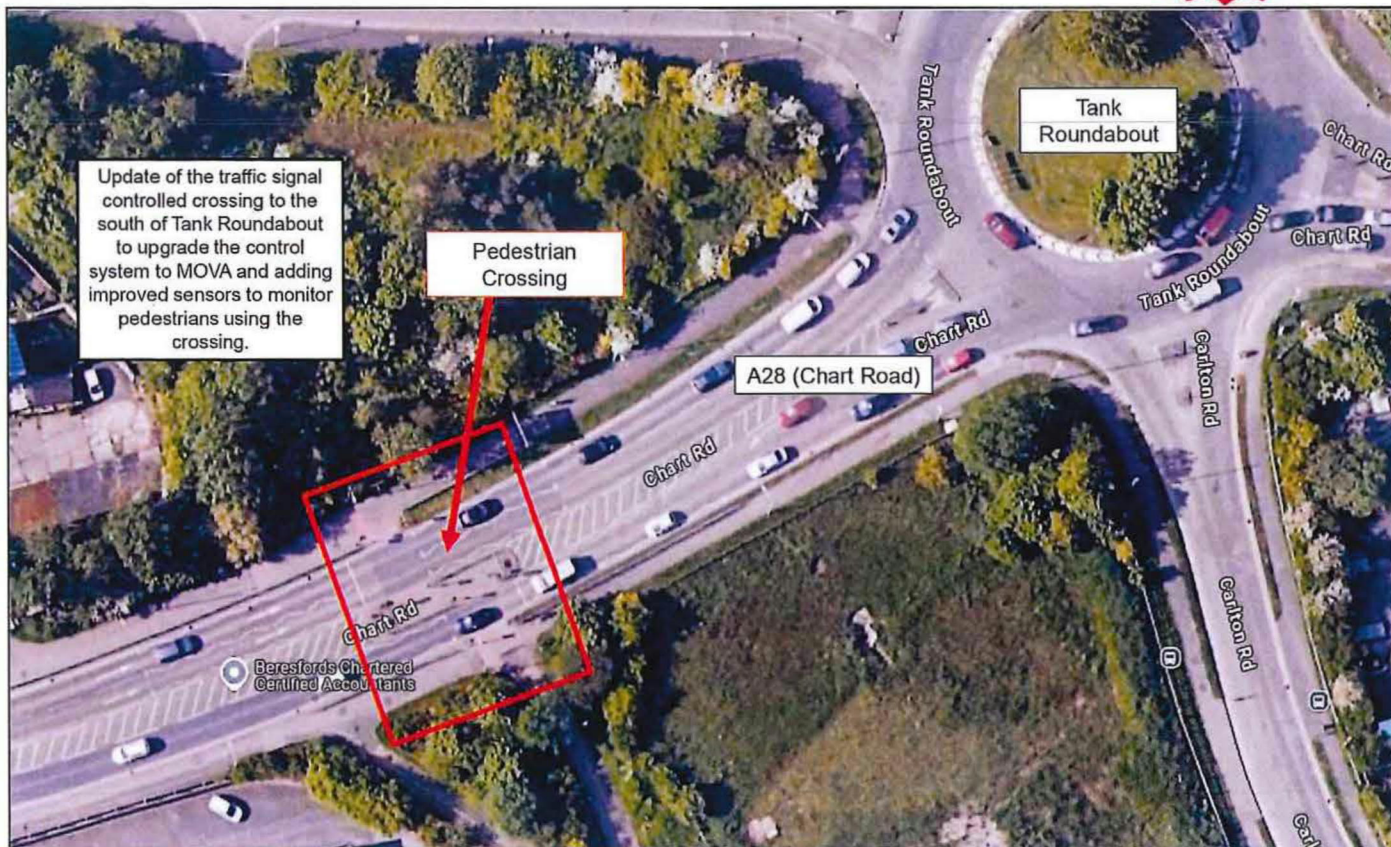 Tank Roundabout
Tank
Roundabout
Chart Rd
Update of the traffic signal
controlled crossing to the
south of Tank Roundabout
to upgrade the control
system to MOVA and adding
improved sensors to monitor
pedestrians using the
crossing.
Pedestrian
Crossing
Chart Rd
Tank Roundabout
Chart Rd
A28 (Chart Road)
Carlton Rd
Chart Rd
Chart Rd
Carlton Rd
Beresfords Chartered
Certified Accountants